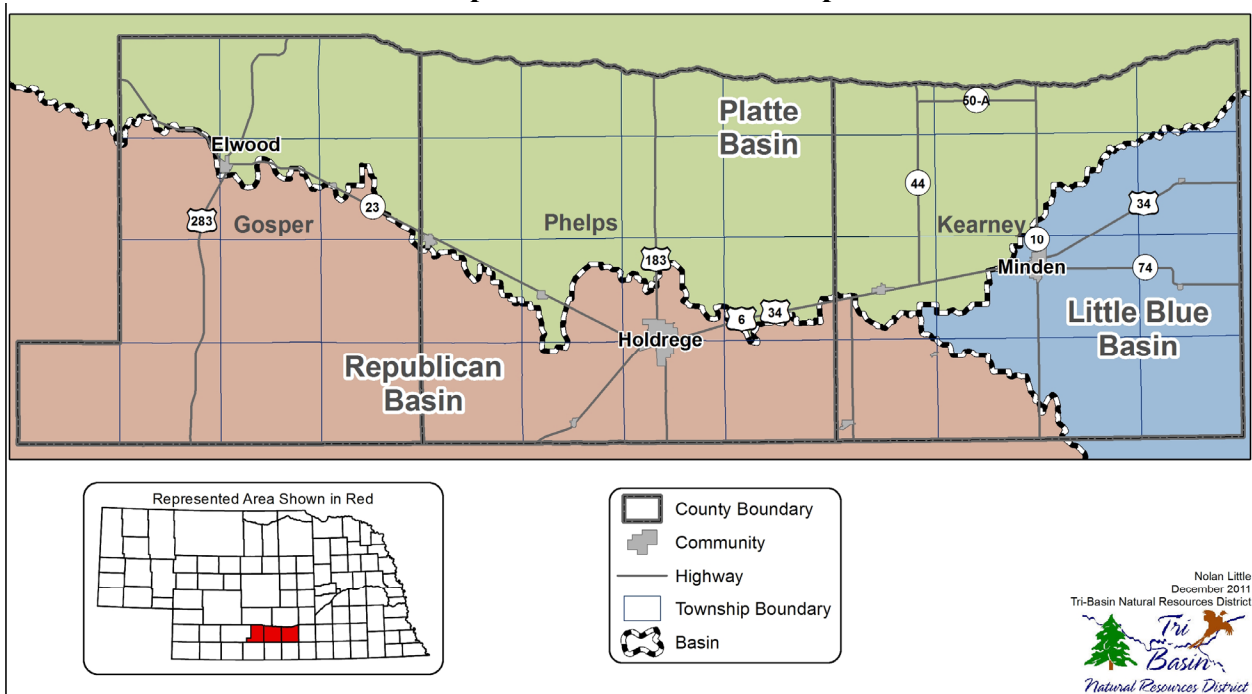 Platte
Basin
50-A
Elwood
44
34
23
283
Gosper
Phelps
Kearney
10
183
Minden
74
6
34
Little Blue
Basin
Holdrege
Republican
Basin
Represented Area Shown in Red
County Boundary
Community
Highway
Township Boundary
Basin
Nolan Little
December 2011
Tri-Basin Natural Resources District
Tri
Basin
Natural Resources District